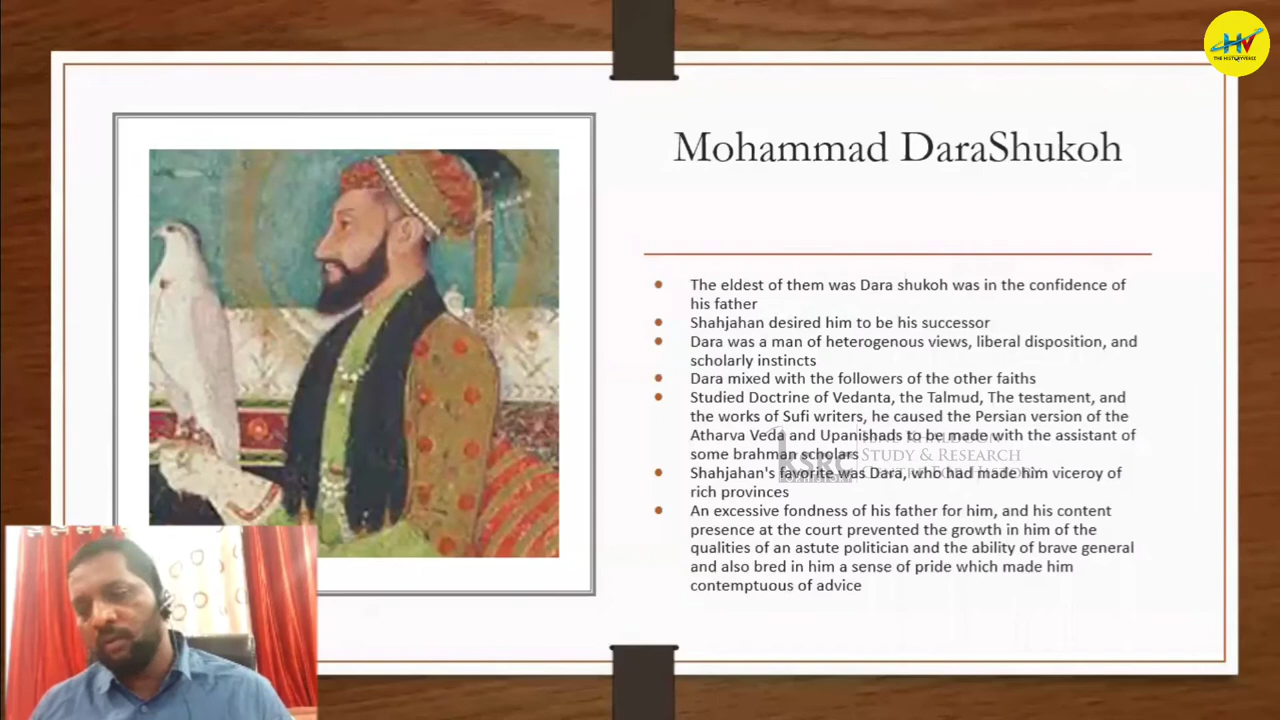 HV
THE HISTORYVERSE
Mohammad DaraShukoh
The eldest of them was Dara shukoh was in the confidence of
his father
Shahjahan desired him to be his successor
Dara was a man of heterogenous views, liberal disposition, and
scholarly instincts
Dara mixed with the followers of the other faiths
Studied Doctrine of Vedanta, the Talmud, The testament, and
the works of Sufi writers, he caused the Persian version of the
Atharva Veda and Upanishads to be made with the assistant of
some brahman scholars
Shahjahan's favorite was Dara, who had made him viceroy of
rich provinces
An excessive fondness of his father for him, and his content
presence at the court prevented the growth in him of the
qualities of an astute politician and the ability of brave general
and also bred in him a sense of pride which made him
contemptuous of advice
KSRC
STUDY & RESEARCH